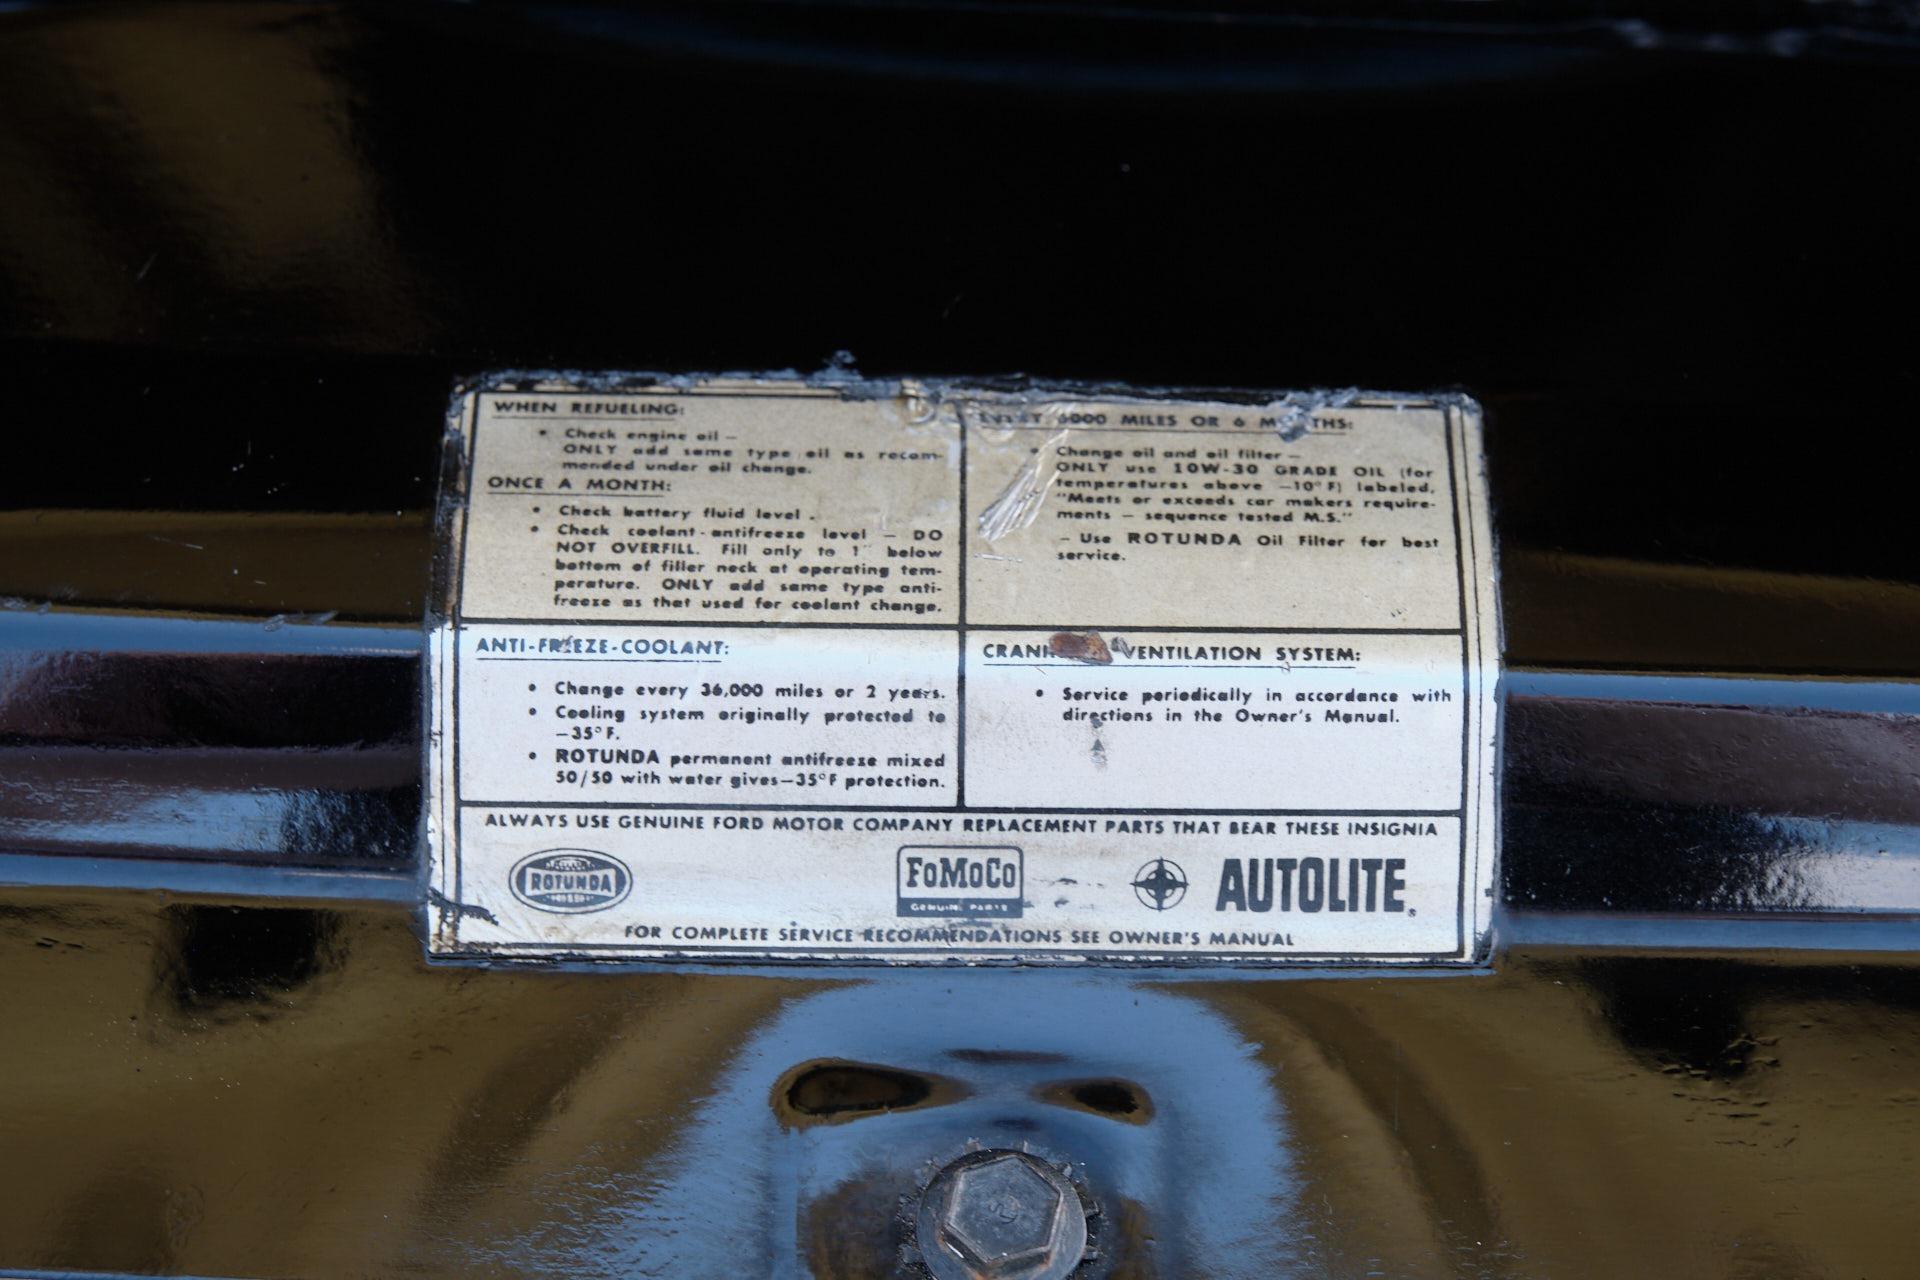 WHEN REFUELING:
• Check engine oil —
ONLY add same type oil as recom-
mended under oil change.
ONCE A MONTH:
• Check battery fluid level.
• Check coolant-antifreeze level — DO
NOT OVERFILL. Fill only to 1" below
bottom of filler neck at operating tem-
perature. ONLY add same type anti-
freeze as that used for coolant change.
EVERY 6000 MILES OR 6 MONTHS:
• Change oil and oil filter —
ONLY use 10W-30 GRADE OIL (for
temperatures above —10°F) labeled,
"Meets or exceeds car makers require-
ments — sequence tested M.S."
— Use ROTUNDA Oil Filter for best
service.
ANTI-FREEZE-COOLANT:
• Change every 36,000 miles or 2 years.
• Cooling system originally protected to
—35°F.
• ROTUNDA permanent antifreeze mixed
50/50 with water gives—35°F protection.
CRANK VENTILATION SYSTEM:
• Service periodically in accordance with
directions in the Owner's Manual.
ALWAYS USE GENUINE FORD MOTOR COMPANY REPLACEMENT PARTS THAT BEAR THESE INSIGNIA
ROTUNDA
FoMoCo
GENUINE PARTS
AUTOLITE
FOR COMPLETE SERVICE RECOMMENDATIONS SEE OWNER'S MANUAL